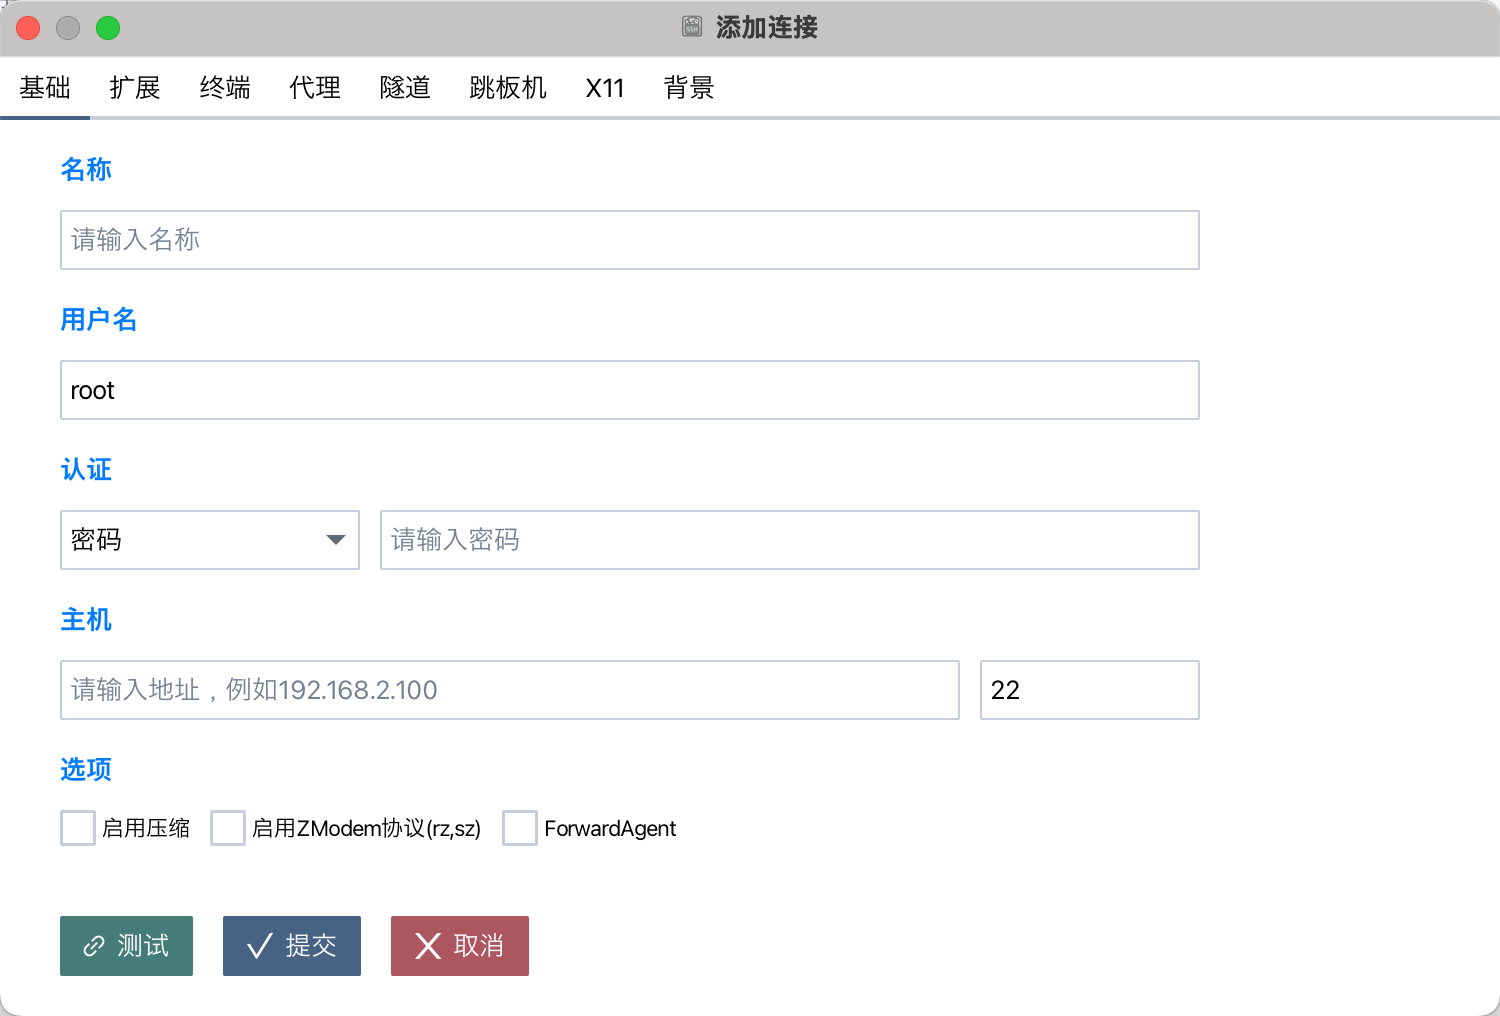 添加连接
基础 扩展 终端 代理 隧道 跳板机 X11 背景
名称
请输入名称
用户名
root
认证
密码 请输入密码
主机
请输入地址，例如192.168.2.100 22
选项
启用压缩 启用ZModem协议(rz,sz) ForwardAgent
测试 提交 取消